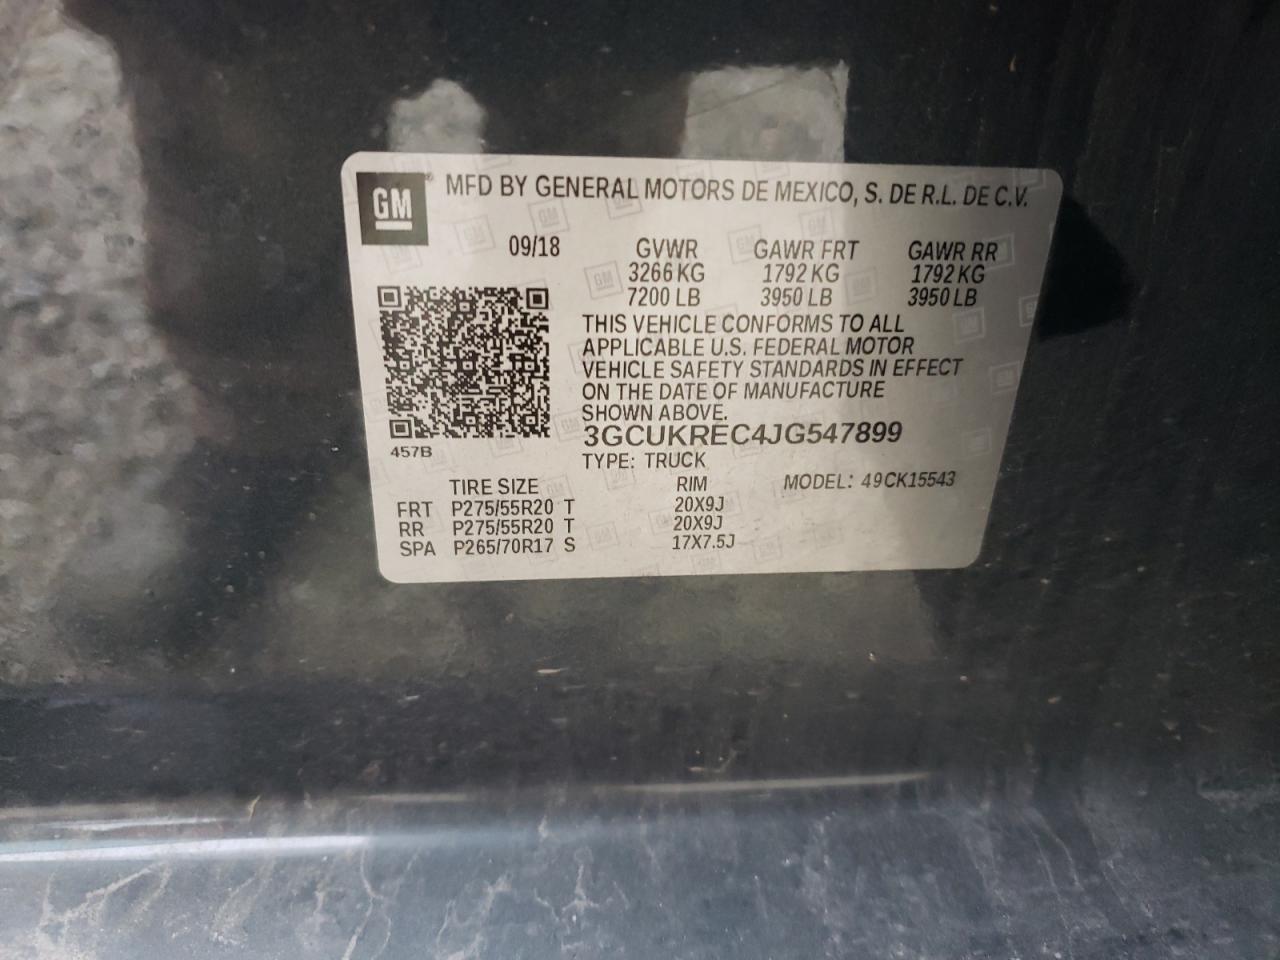 GM® MFD BY GENERAL MOTORS DE MEXICO, S. DE R.L. DE C.V.
09/18 GVWR GAWR FRT GAWR RR
3266 KG 1792 KG 1792 KG
7200 LB 3950 LB 3950 LB
THIS VEHICLE CONFORMS TO ALL
APPLICABLE U.S. FEDERAL MOTOR
VEHICLE SAFETY STANDARDS IN EFFECT
ON THE DATE OF MANUFACTURE
SHOWN ABOVE.
3GCUKREC4JG547899
457B
TYPE: TRUCK
TIRE SIZE RIM MODEL: 49CK15543
FRT P275/55R20 T 20X9J
RR P275/55R20 T 20X9J
SPA P265/70R17 S 17X7.5J